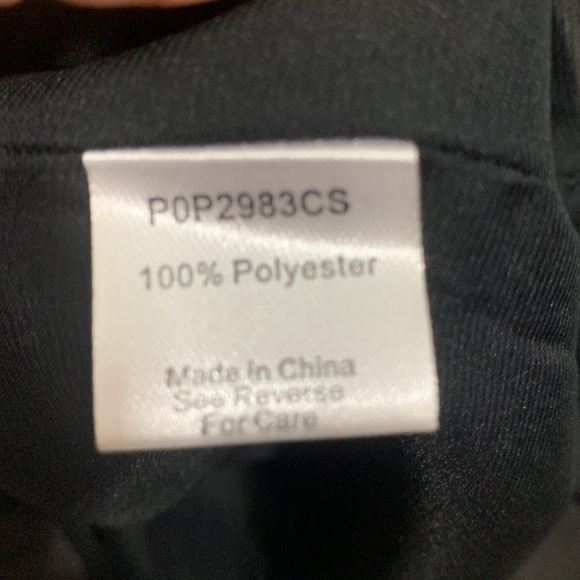 P0P2983CS
100% Polyester
Made in China
See Reverse
For Care